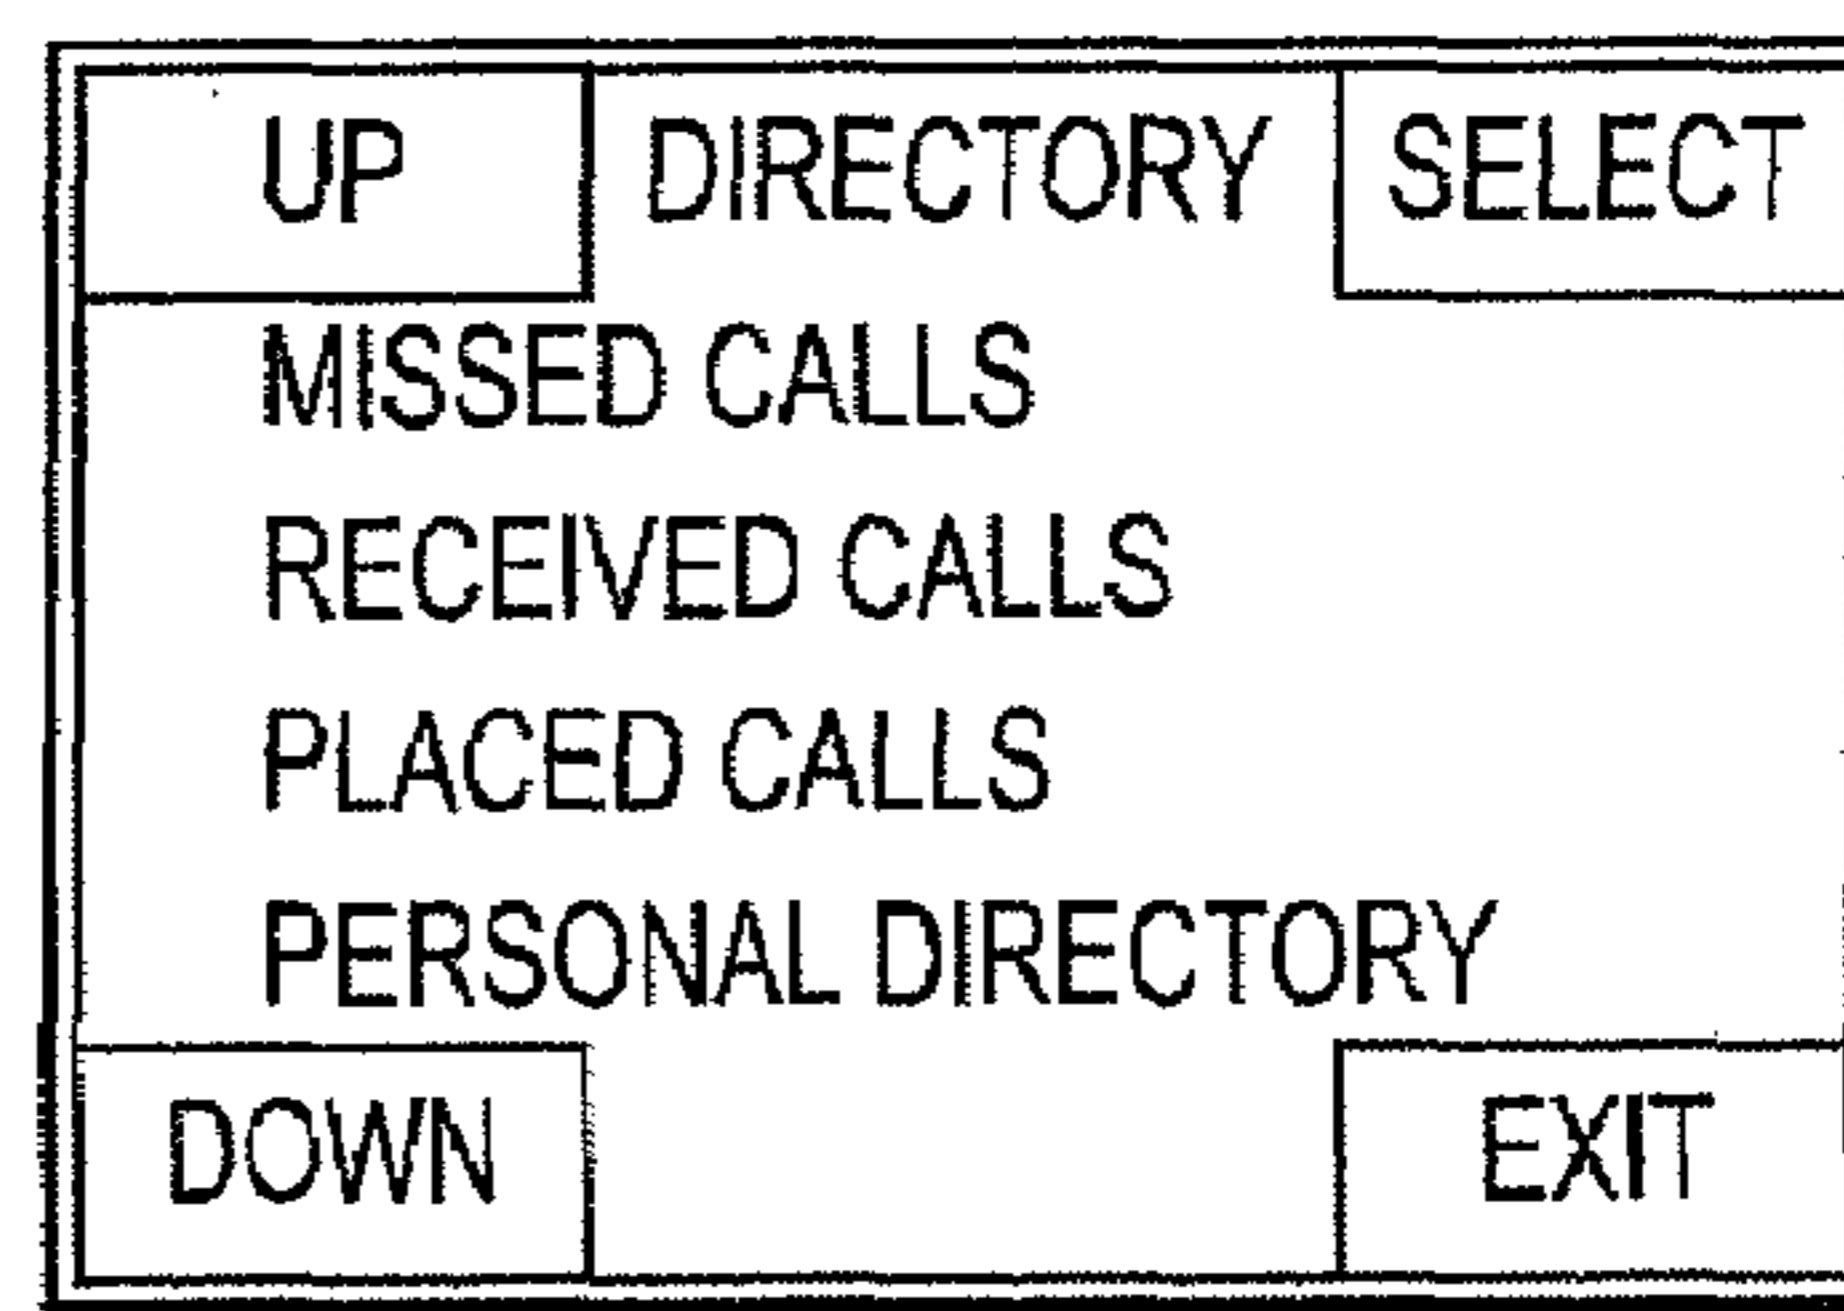 UP DIRECTORY SELECT
MISSED CALLS
RECEIVED CALLS
PLACED CALLS
PERSONAL DIRECTORY
DOWN EXIT